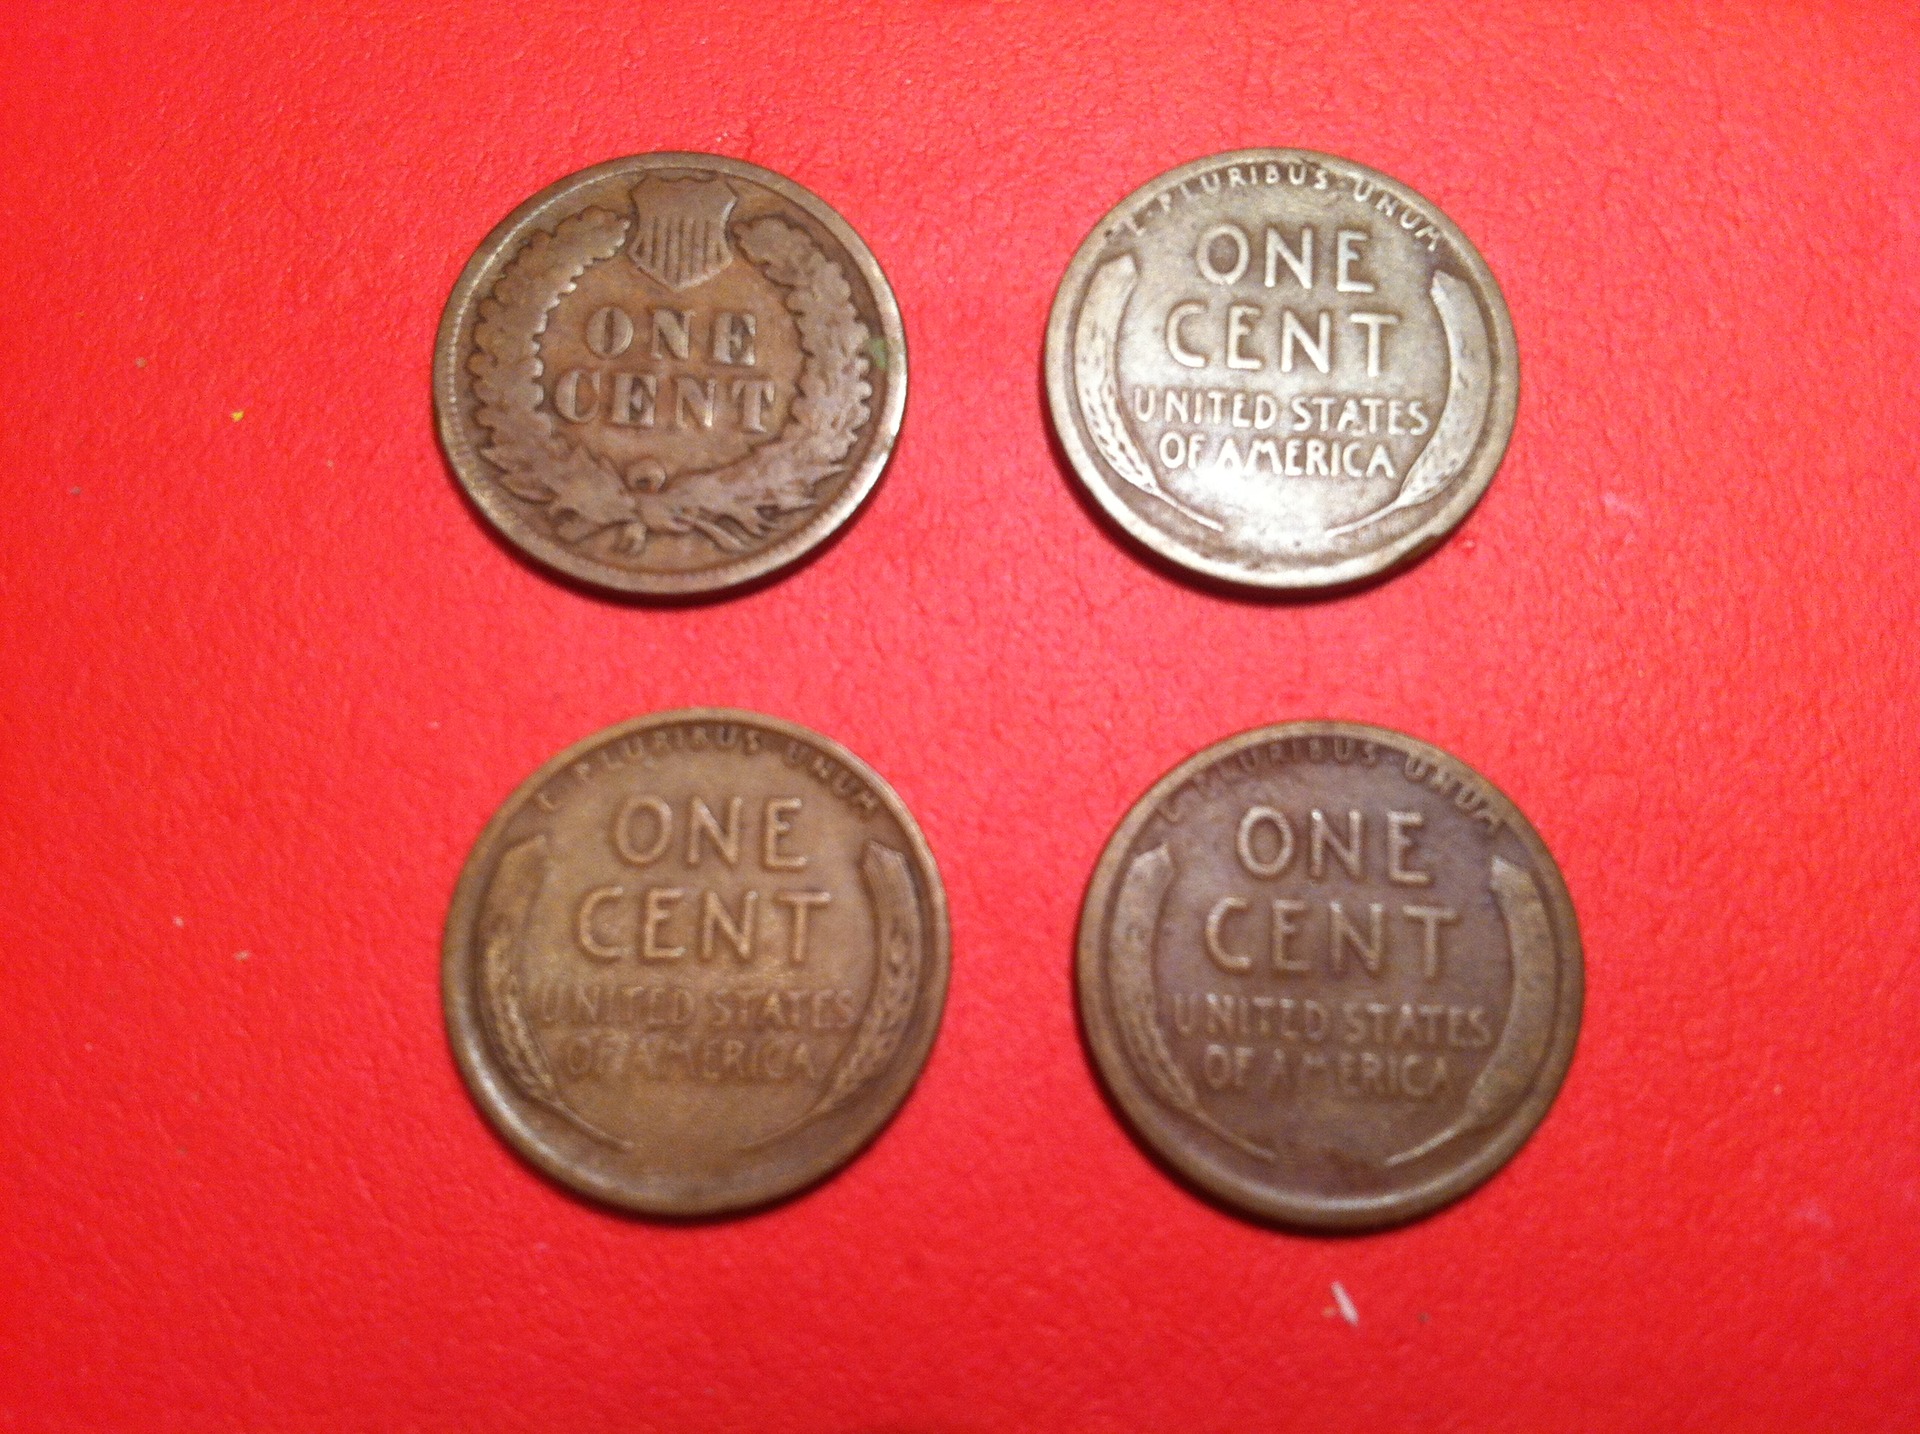 ONE
CENT
E·PLURIBUS·UNUM
ONE
CENT
UNITED STATES
OF AMERICA
E·PLURIBUS·UNUM
ONE
CENT
UNITED STATES
OF AMERICA
E·PLURIBUS·UNUM
ONE
CENT
UNITED STATES
OF AMERICA